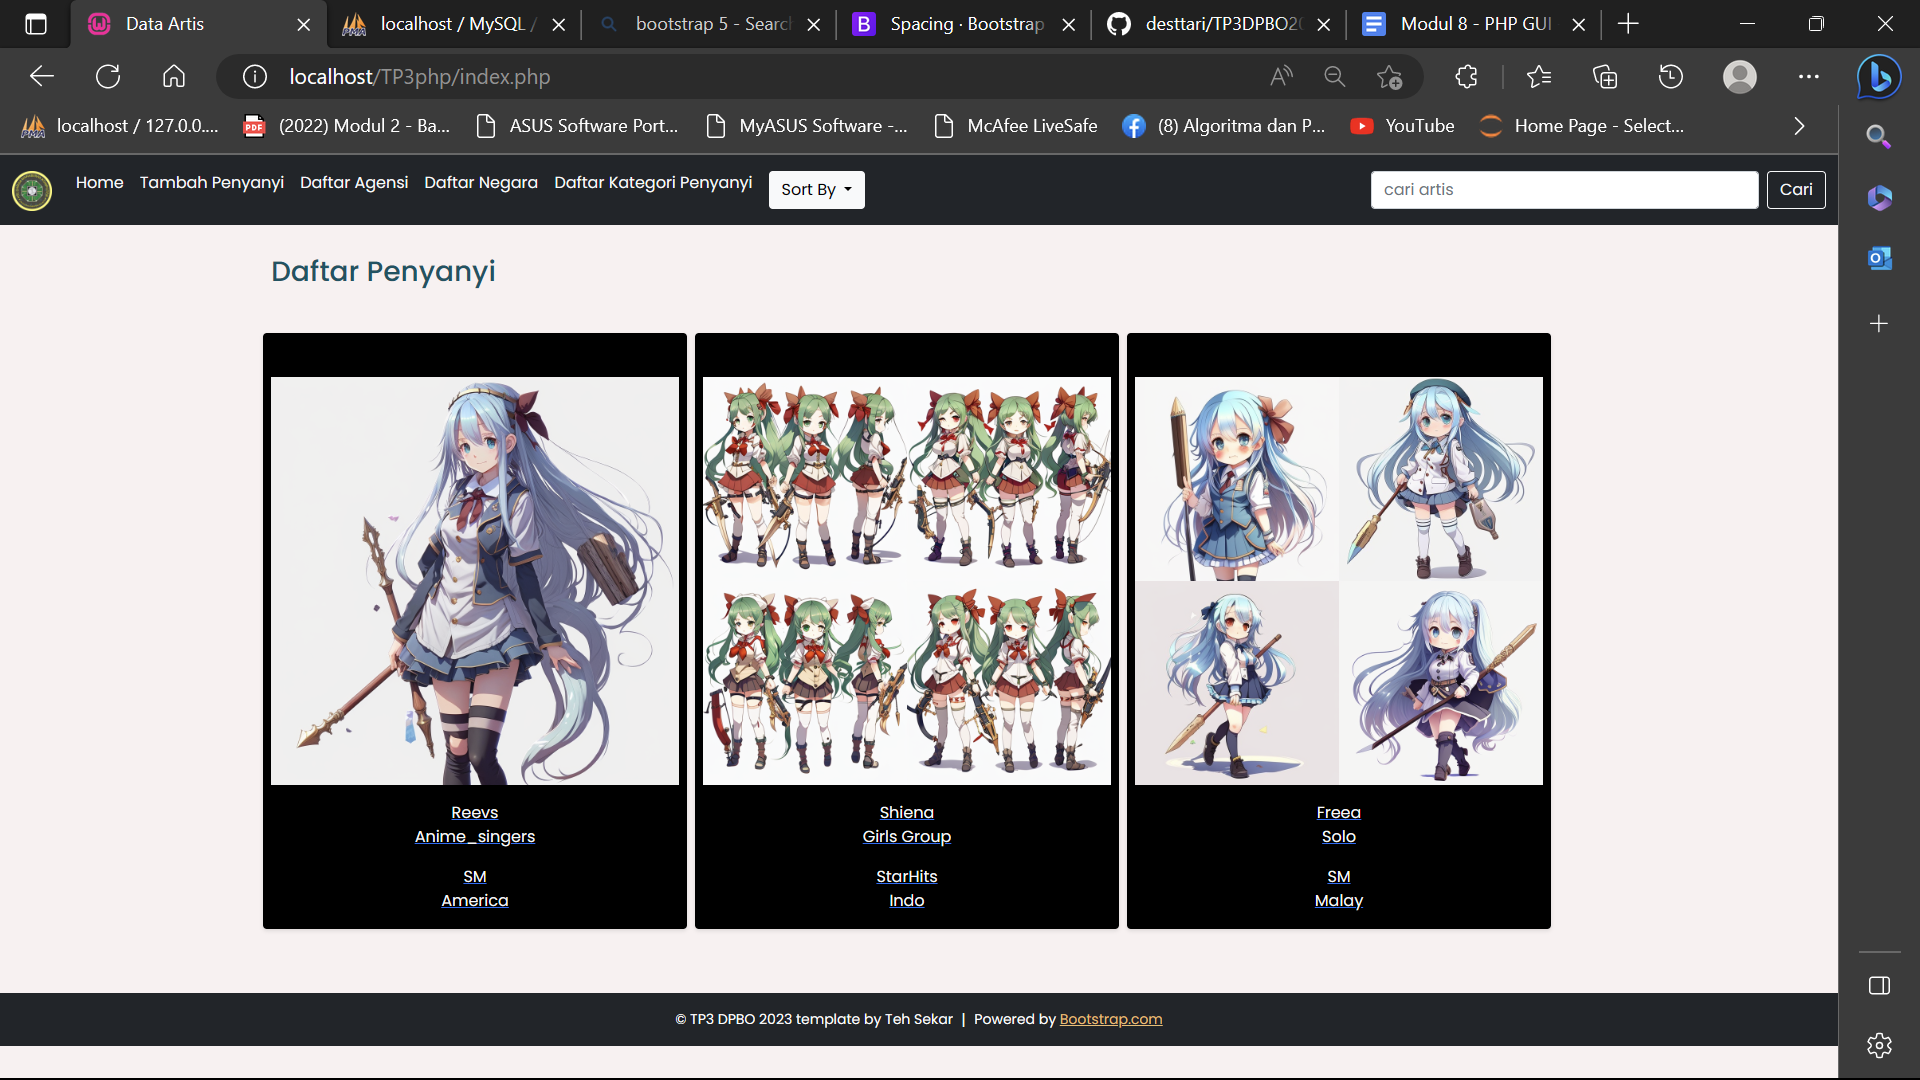 Data Artis
localhost / MySQL /
bootstrap 5 - Search
Spacing · Bootstrap
desttari/TP3DPBO20
Modul 8 - PHP GUI
localhost/TP3php/index.php
localhost / 127.0.0....
(2022) Modul 2 - Ba...
ASUS Software Port...
MyASUS Software -...
McAfee LiveSafe
(8) Algoritma dan P...
YouTube
Home Page - Select...
Home
Tambah Penyanyi
Daftar Agensi
Daftar Negara
Daftar Kategori Penyanyi
Sort By
cari artis
Cari
Daftar Penyanyi
Reevs
Anime_singers
SM
America
Shiena
Girls Group
StarHits
Indo
Freea
Solo
SM
Malay
© TP3 DPBO 2023 template by Teh Sekar | Powered by Bootstrap.com